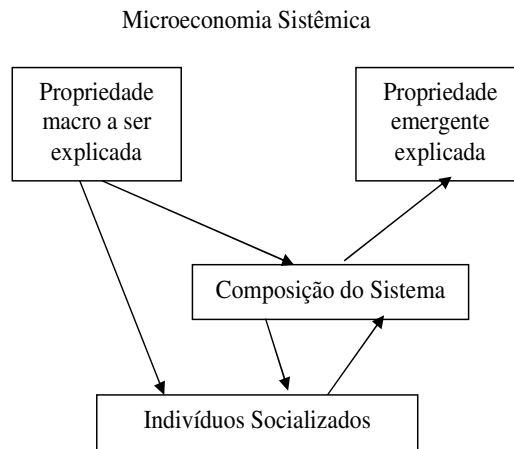 Microeconomia Sistêmica
Propriedade
macro a ser
explicada
Propriedade
emergente
explicada
Composição do Sistema
Indivíduos Socializados